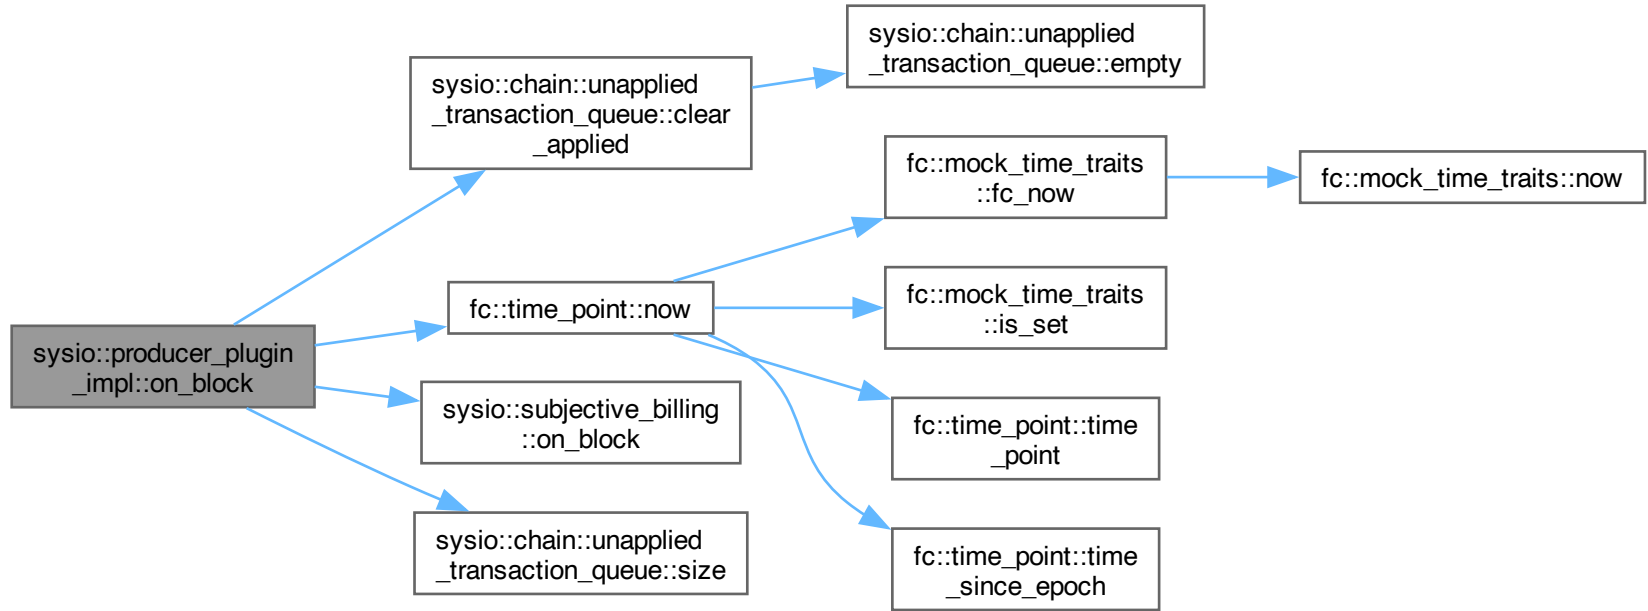 sysio::producer_plugin
_impl::on_block
sysio::chain::unapplied
_transaction_queue::clear
_applied
sysio::chain::unapplied
_transaction_queue::empty
fc::time_point::now
fc::mock_time_traits
::fc_now
fc::mock_time_traits::now
fc::mock_time_traits
::is_set
fc::time_point::time
_point
fc::time_point::time
_since_epoch
sysio::subjective_billing
::on_block
sysio::chain::unapplied
_transaction_queue::size